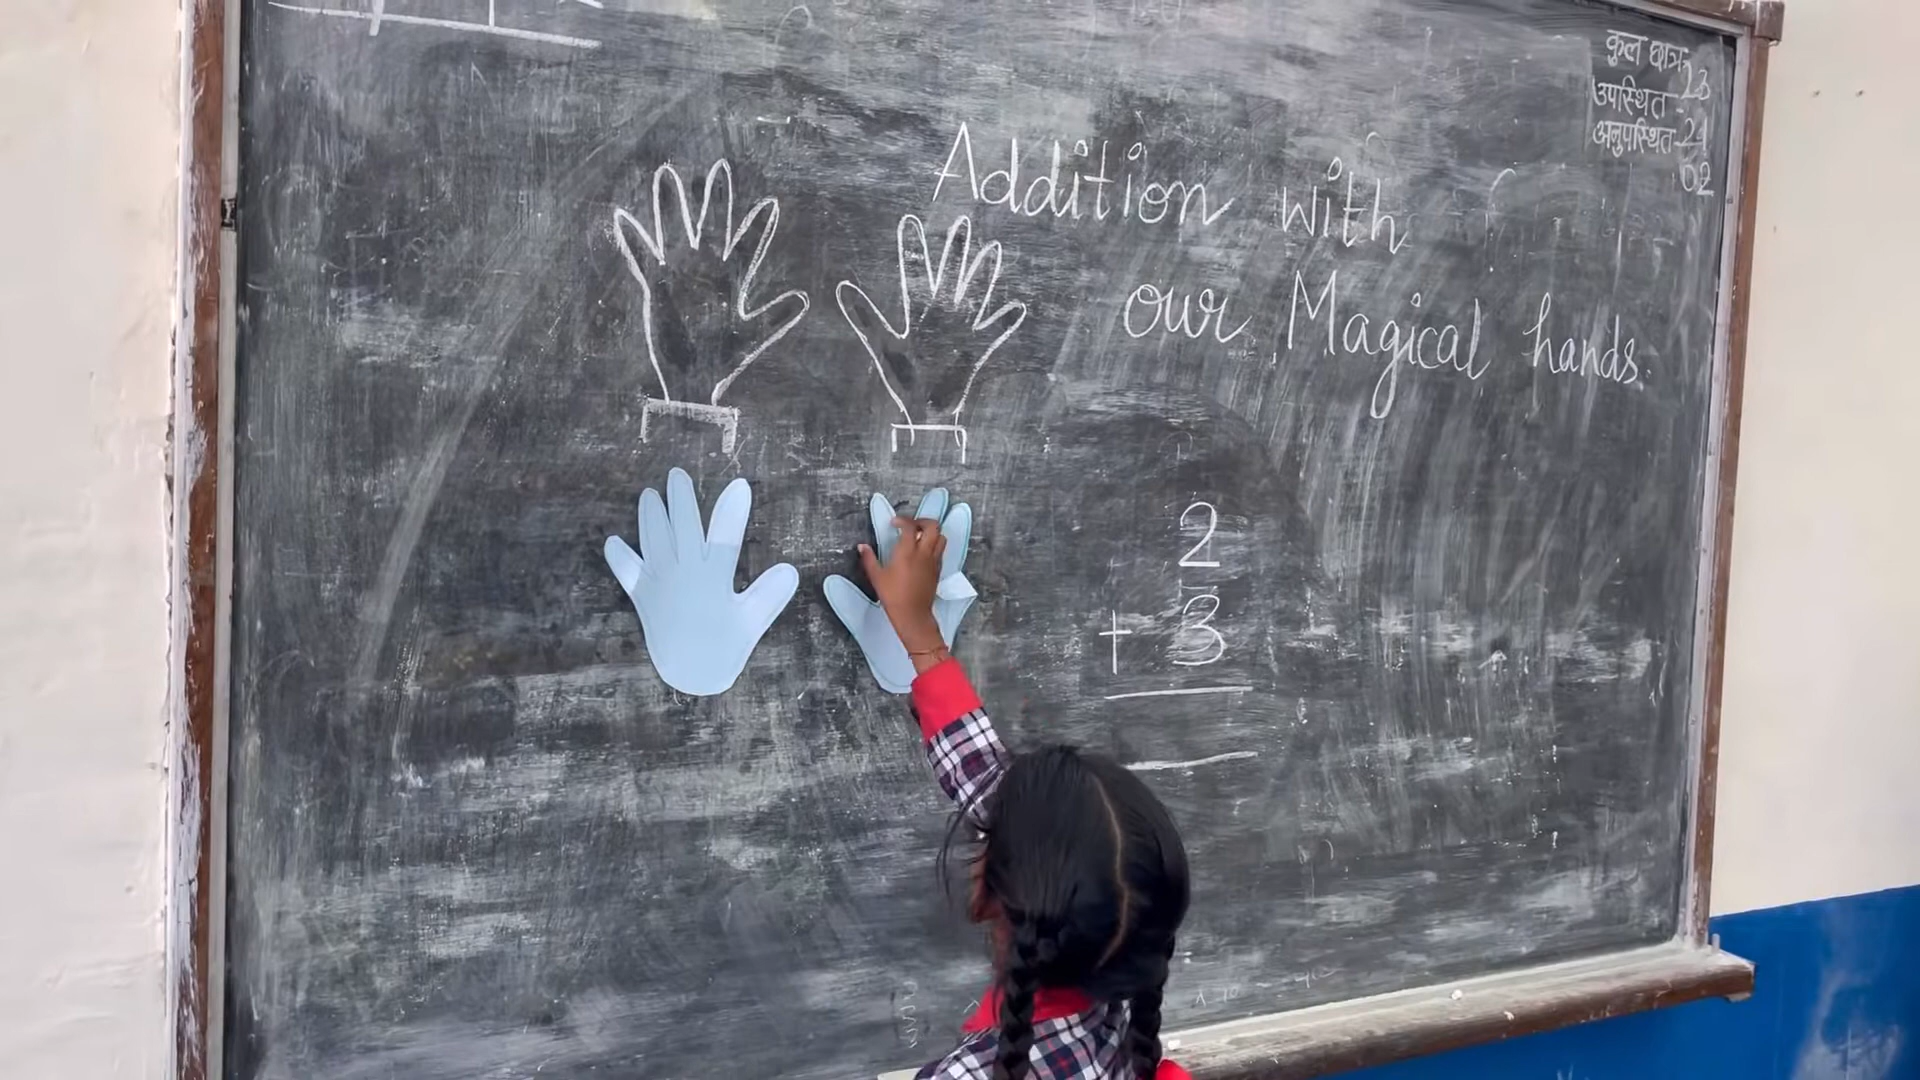 Addition with
our Magical hands.
कुल छात्र 23
उपस्थित - 21
अनुपस्थित - 02
2
+ 3